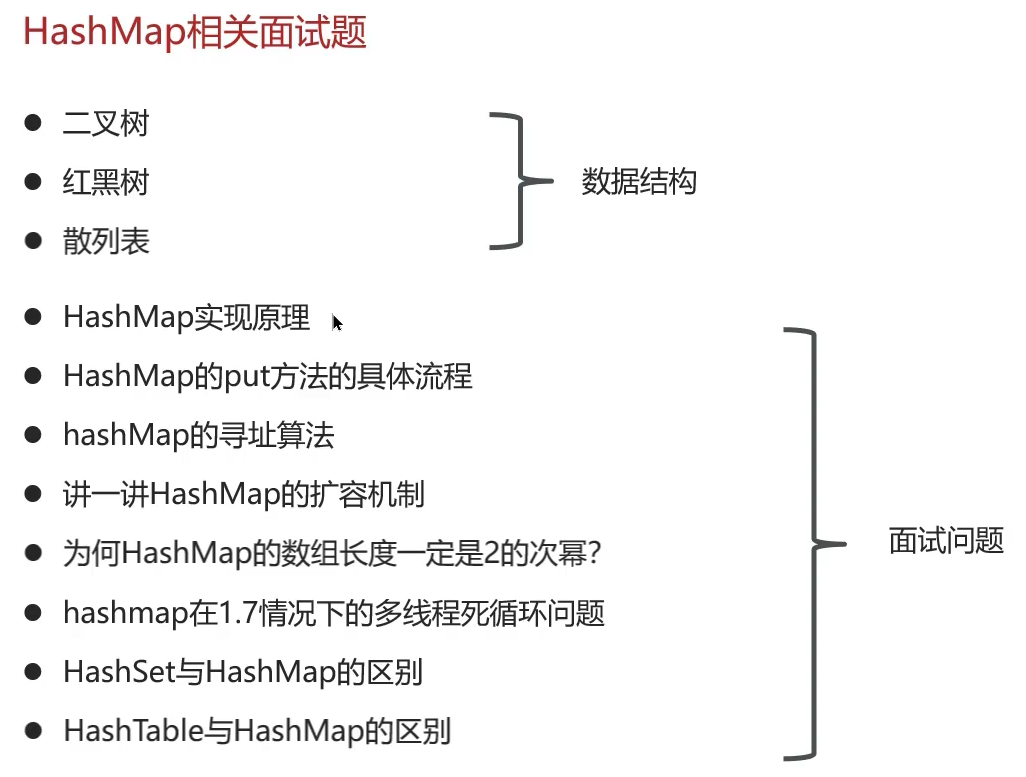 HashMap相关面试题
二叉树
红黑树
散列表
数据结构
HashMap实现原理
HashMap的put方法的具体流程
hashMap的寻址算法
讲一讲HashMap的扩容机制
为何HashMap的数组长度一定是2的次幂？
hashmap在1.7情况下的多线程死循环问题
HashSet与HashMap的区别
HashTable与HashMap的区别
面试问题